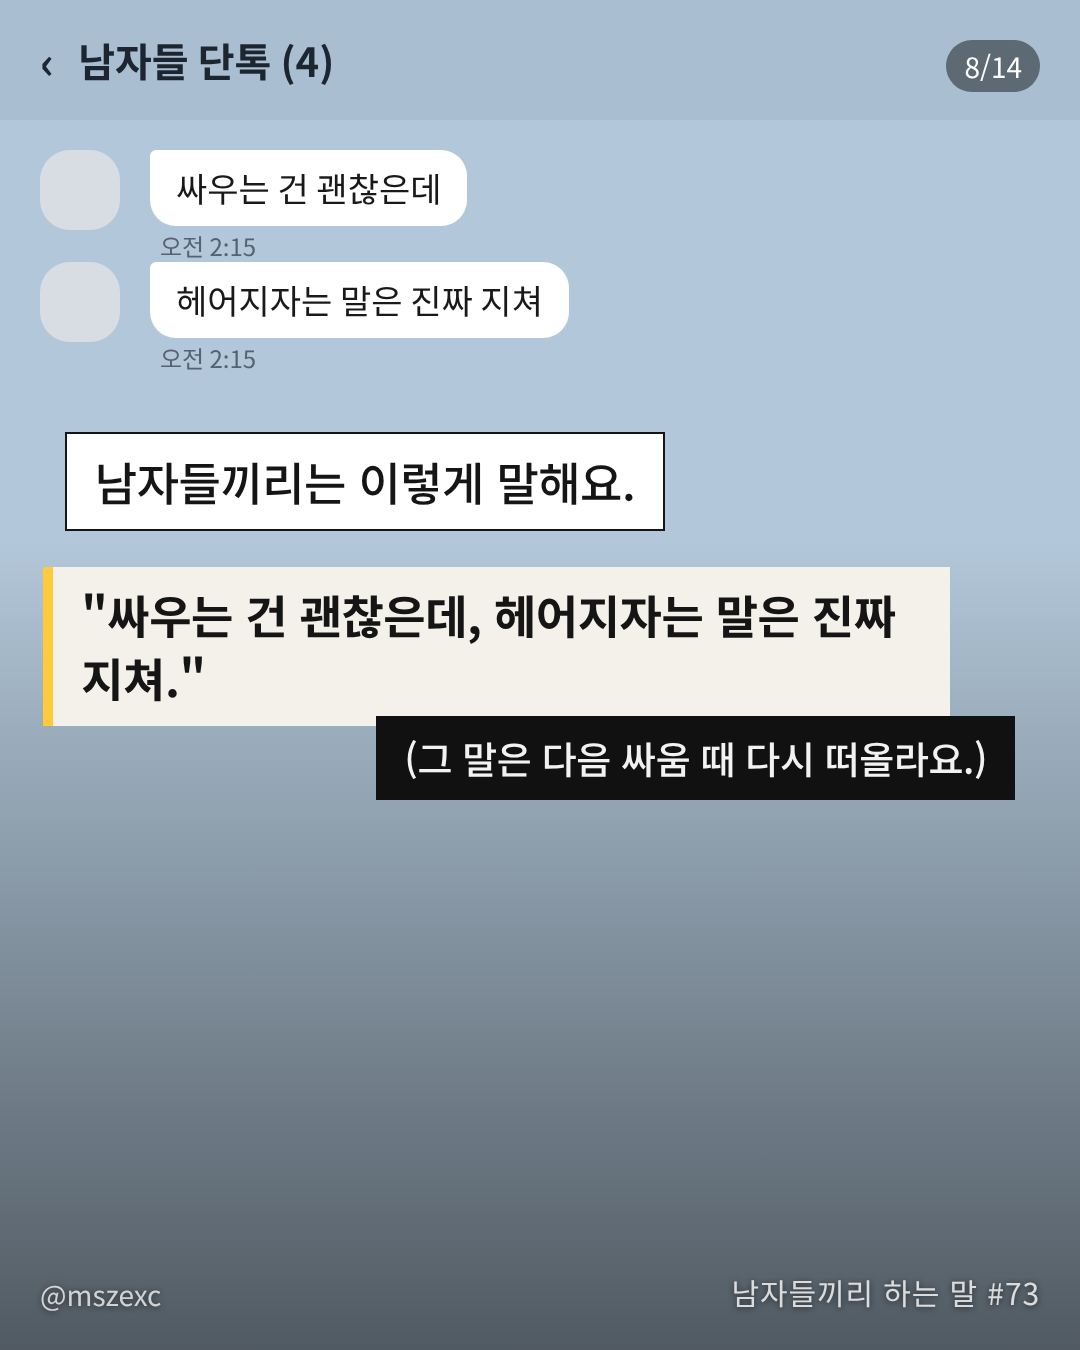 ‹ 남자들 단톡 (4)
8/14
싸우는 건 괜찮은데
오전 2:15
헤어지자는 말은 진짜 지쳐
오전 2:15
남자들끼리는 이렇게 말해요.
"싸우는 건 괜찮은데, 헤어지자는 말은 진짜
지쳐."
(그 말은 다음 싸움 때 다시 떠올라요.)
@mszexc
남자들끼리 하는 말 #73